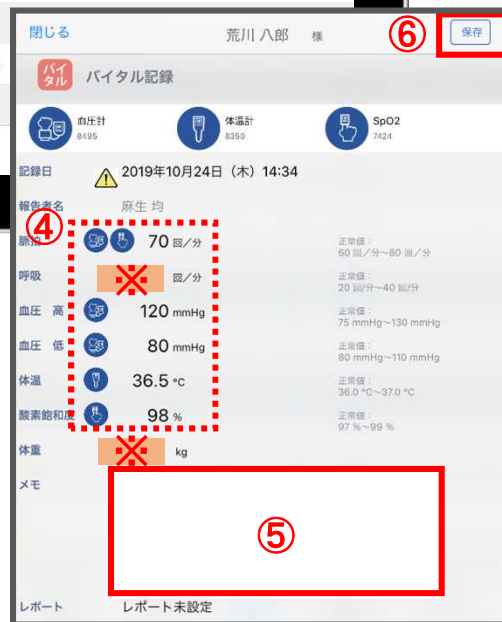 閉じる 荒川 八郎 様 ⑥ 保存
バイタル バイタル記録
血圧計 8495 体温計 8350 SpO2 7424
記録日 2019年10月24日（木）14:34
報告者名 麻生 均
④
脈拍 70 回／分 正常値： 60 回／分〜80 回／分
呼吸 ※ 回／分 正常値： 20 回/分〜40 回/分
血圧 高 120 mmHg 正常値： 75 mmHg〜130 mmHg
血圧 低 80 mmHg 正常値： 80 mmHg〜110 mmHg
体温 36.5 °C 正常値： 36.0 °C〜37.0 °C
酸素飽和度 98 % 正常値： 97 %〜99 %
体重 ※ kg
メモ
⑤
レポート レポート未設定